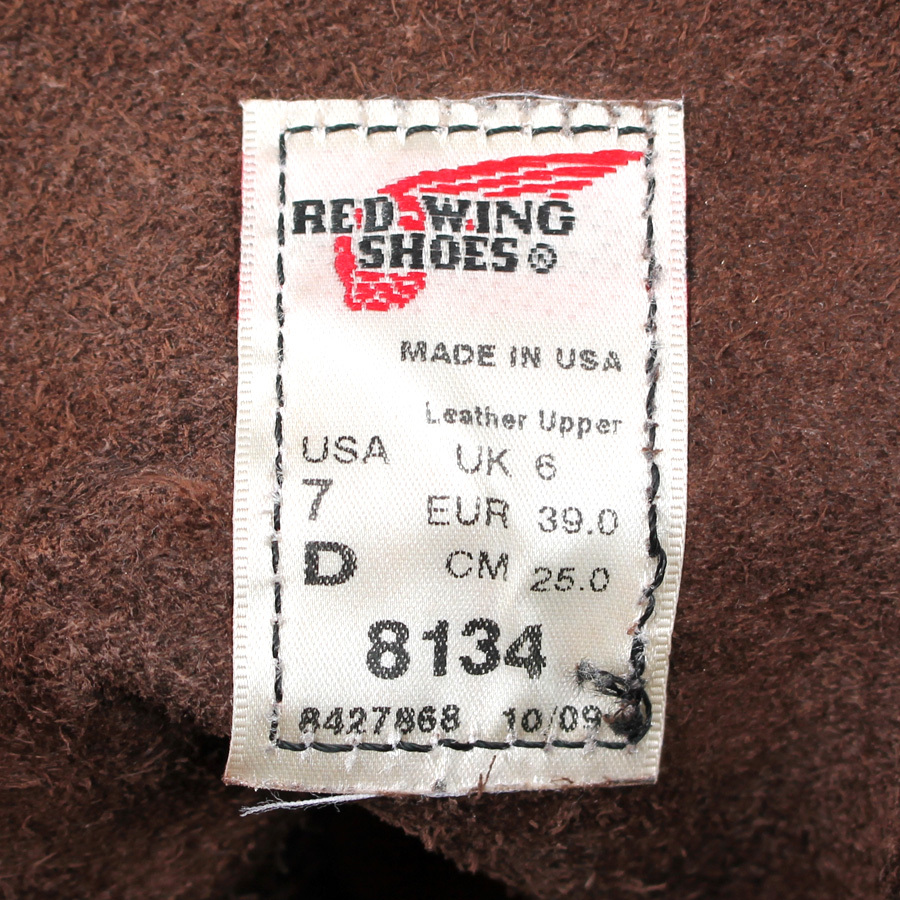 RED WING
SHOES®
MADE IN USA
Leather Upper
USA UK 6
7 EUR 39.0
D CM 25.0
8134
8427868 10/09